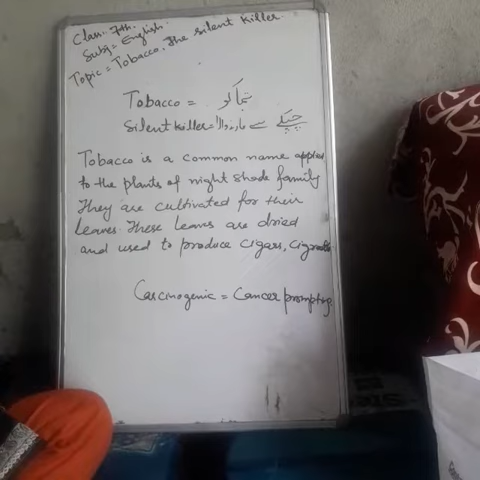 Class: 7th.
Subj= English.
Topic= Tobacco, The silent killer.
Tobacco = تمباکو
Silent killer= چپکے سے مارنے والا
Tobacco is a common name applied
to the plants of night shade family
They are cultivated for their
leaves. These leaves are dried
and used to produce cigars, cigarettes
Carcinogenic = Cancer prompting